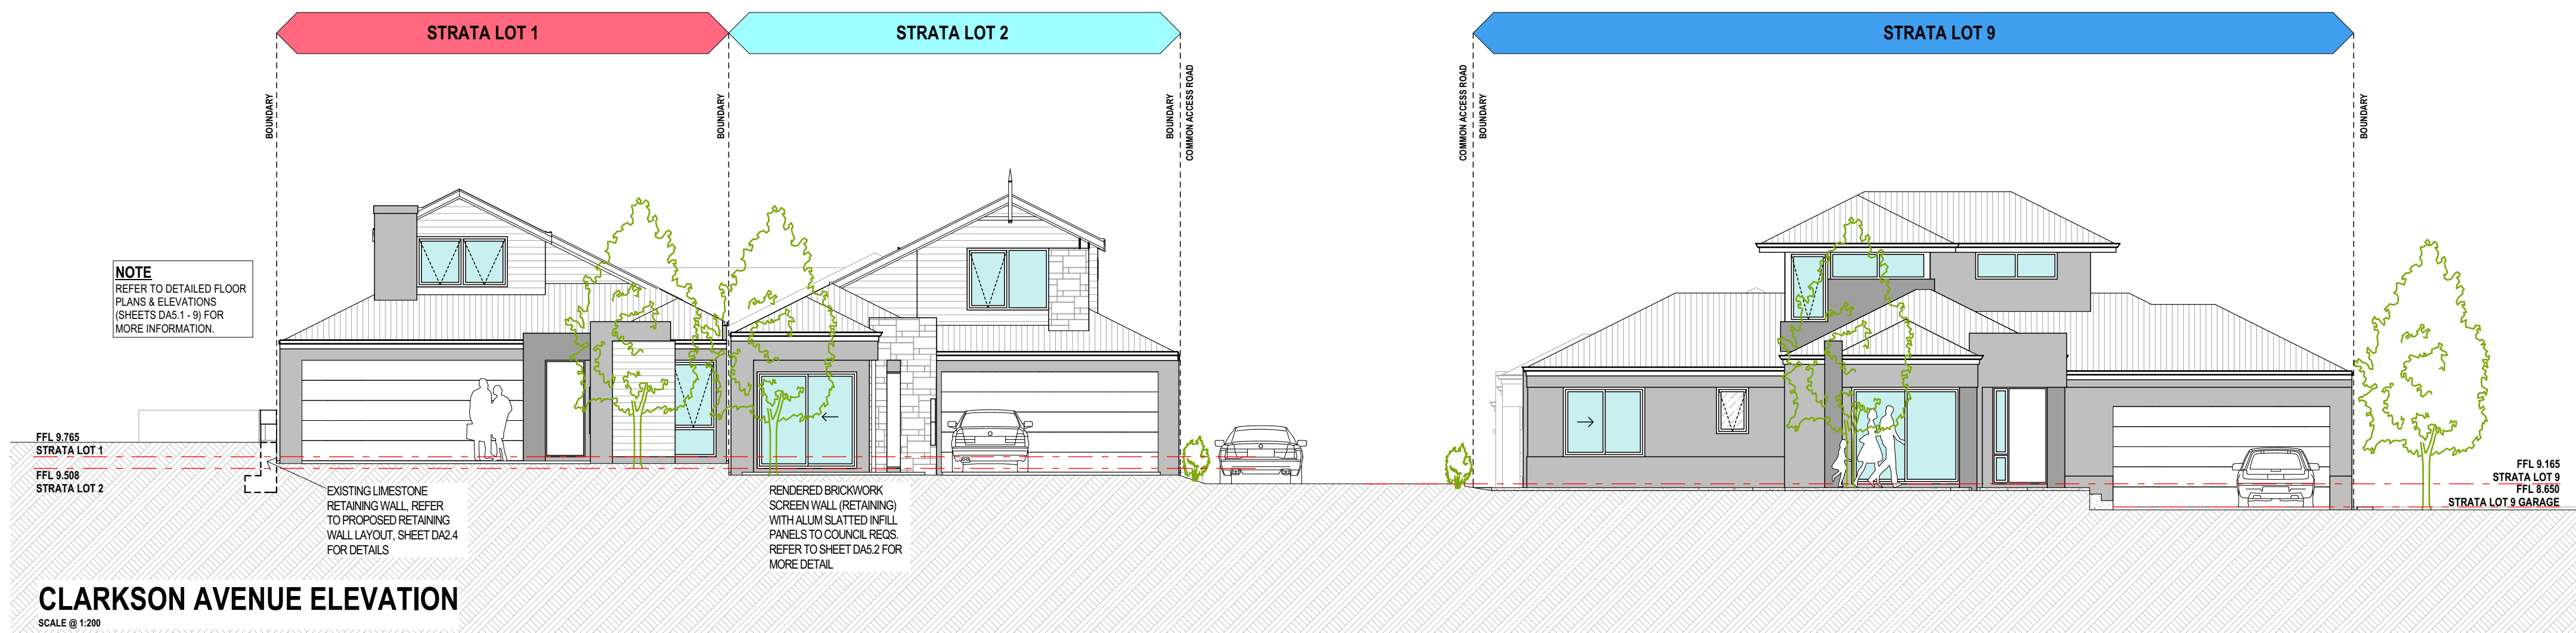 STRATA LOT 1
STRATA LOT 2
STRATA LOT 9
BOUNDARY
BOUNDARY
BOUNDARY
COMMON ACCESS ROAD
COMMON ACCESS ROAD
BOUNDARY
BOUNDARY
NOTE
REFER TO DETAILED FLOOR
PLANS & ELEVATIONS
(SHEETS DA5.1 - 9) FOR
MORE INFORMATION.
FFL 9.765
STRATA LOT 1
FFL 9.508
STRATA LOT 2
EXISTING LIMESTONE
RETAINING WALL, REFER
TO PROPOSED RETAINING
WALL LAYOUT, SHEET DA2.4
FOR DETAILS
RENDERED BRICKWORK
SCREEN WALL (RETAINING)
WITH ALUM SLATTED INFILL
PANELS TO COUNCIL REQS.
REFER TO SHEET DA5.2 FOR
MORE DETAIL
FFL 9.165
STRATA LOT 9
FFL 8.650
STRATA LOT 9 GARAGE
CLARKSON AVENUE ELEVATION
SCALE @ 1:200